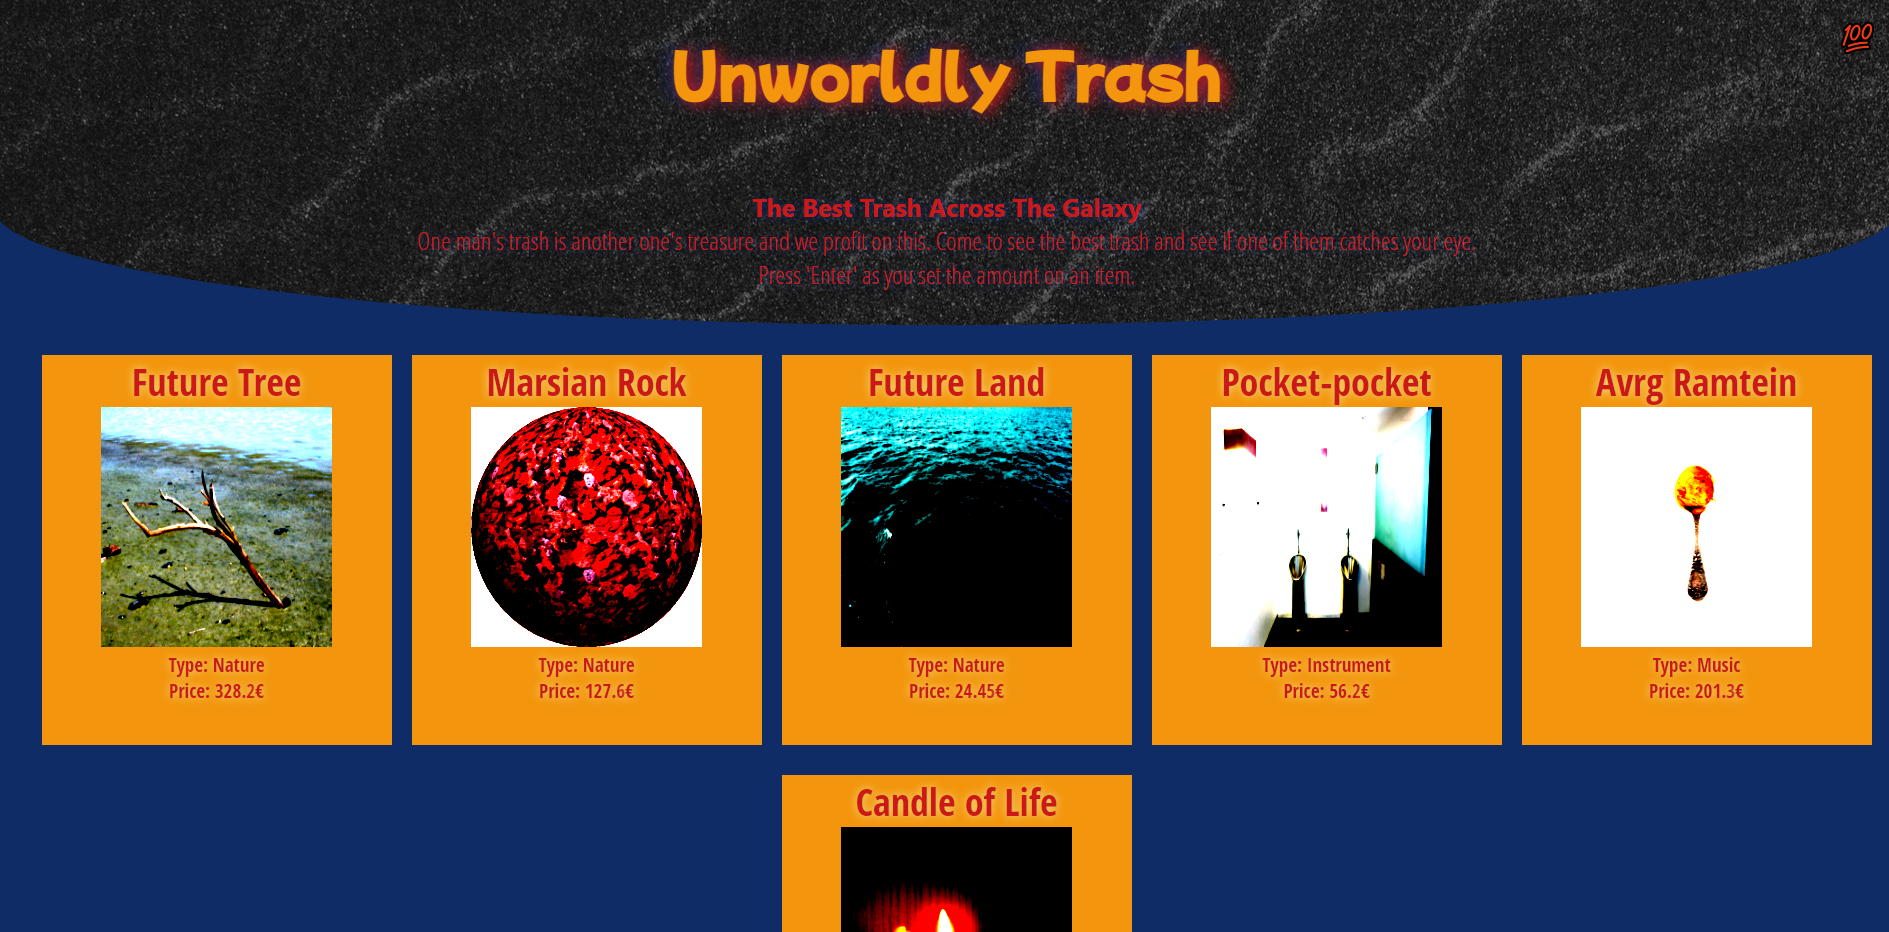 Unworldly Trash
💯
The Best Trash Across The Galaxy
One man's trash is another one's treasure and we profit on this. Come to see the best trash and see if one of them catches your eye.
Press 'Enter' as you set the amount on an item.
Future Tree
Type: Nature
Price: 328.2€
Marsian Rock
Type: Nature
Price: 127.6€
Future Land
Type: Nature
Price: 24.45€
Pocket-pocket
Type: Instrument
Price: 56.2€
Avrg Ramtein
Type: Music
Price: 201.3€
Candle of Life